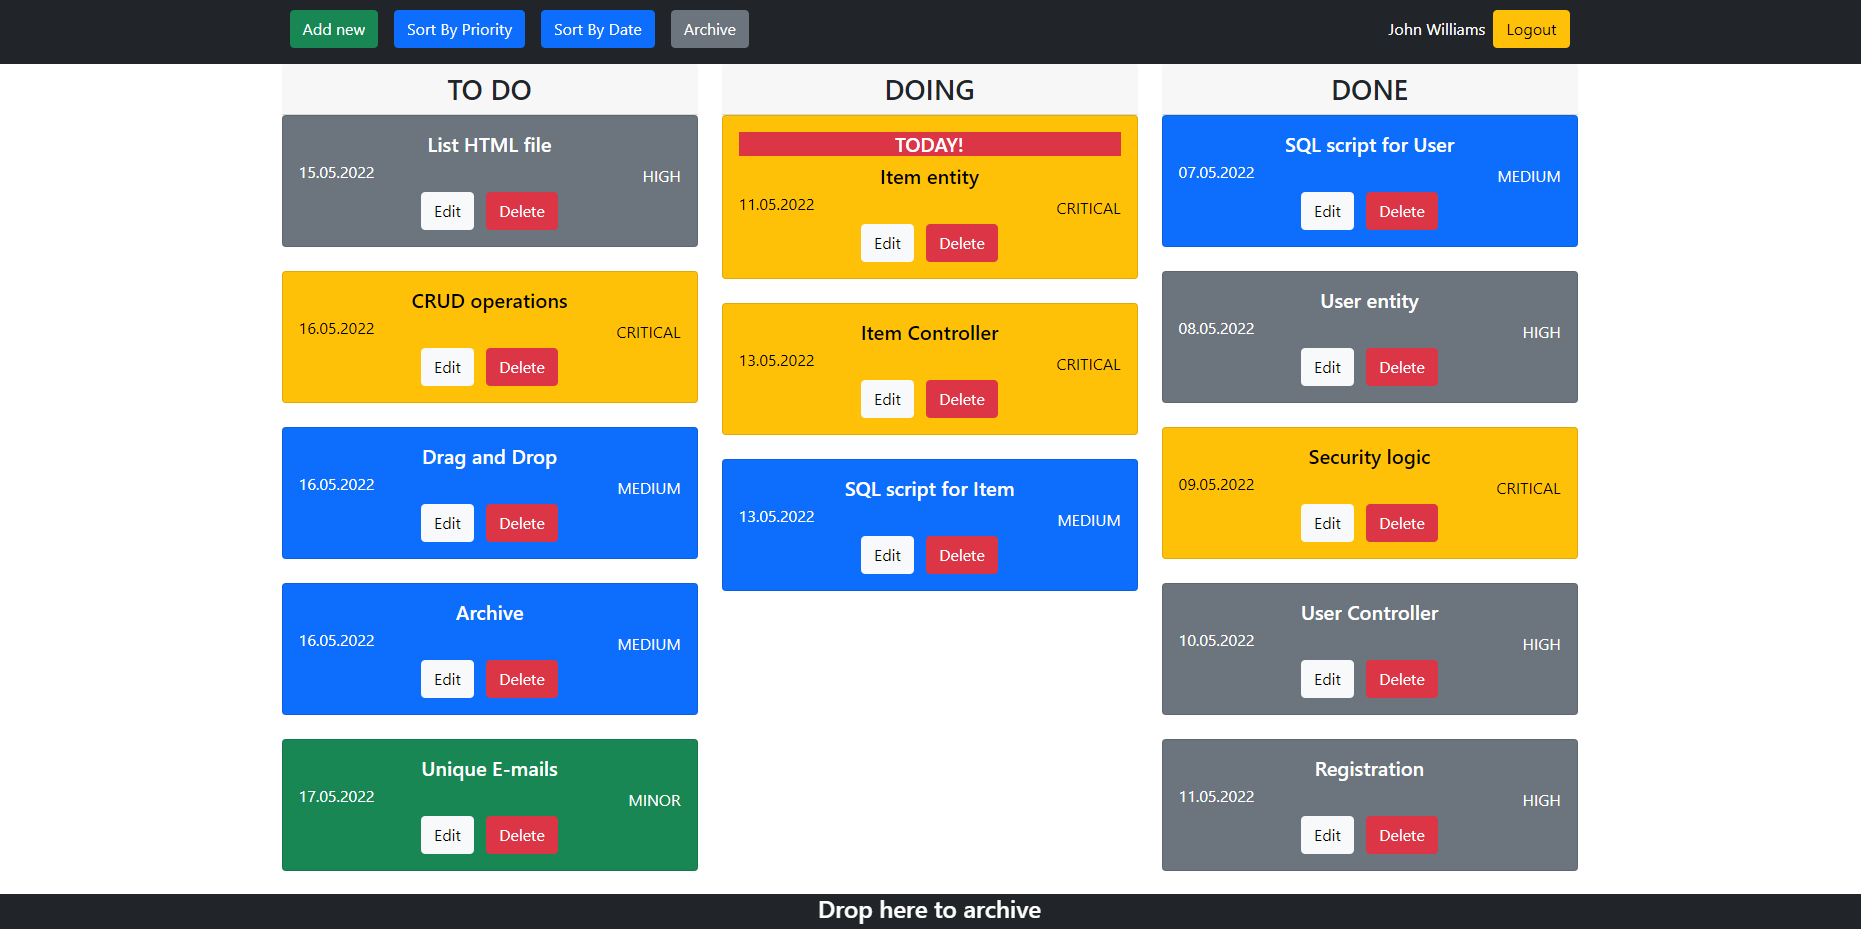 Add new Sort By Priority Sort By Date Archive John Williams Logout
TO DO
List HTML file
15.05.2022 HIGH
Edit Delete
CRUD operations
16.05.2022 CRITICAL
Edit Delete
Drag and Drop
16.05.2022 MEDIUM
Edit Delete
Archive
16.05.2022 MEDIUM
Edit Delete
Unique E-mails
17.05.2022 MINOR
Edit Delete
DOING
TODAY!
Item entity
11.05.2022 CRITICAL
Edit Delete
Item Controller
13.05.2022 CRITICAL
Edit Delete
SQL script for Item
13.05.2022 MEDIUM
Edit Delete
DONE
SQL script for User
07.05.2022 MEDIUM
Edit Delete
User entity
08.05.2022 HIGH
Edit Delete
Security logic
09.05.2022 CRITICAL
Edit Delete
User Controller
10.05.2022 HIGH
Edit Delete
Registration
11.05.2022 HIGH
Edit Delete
Drop here to archive